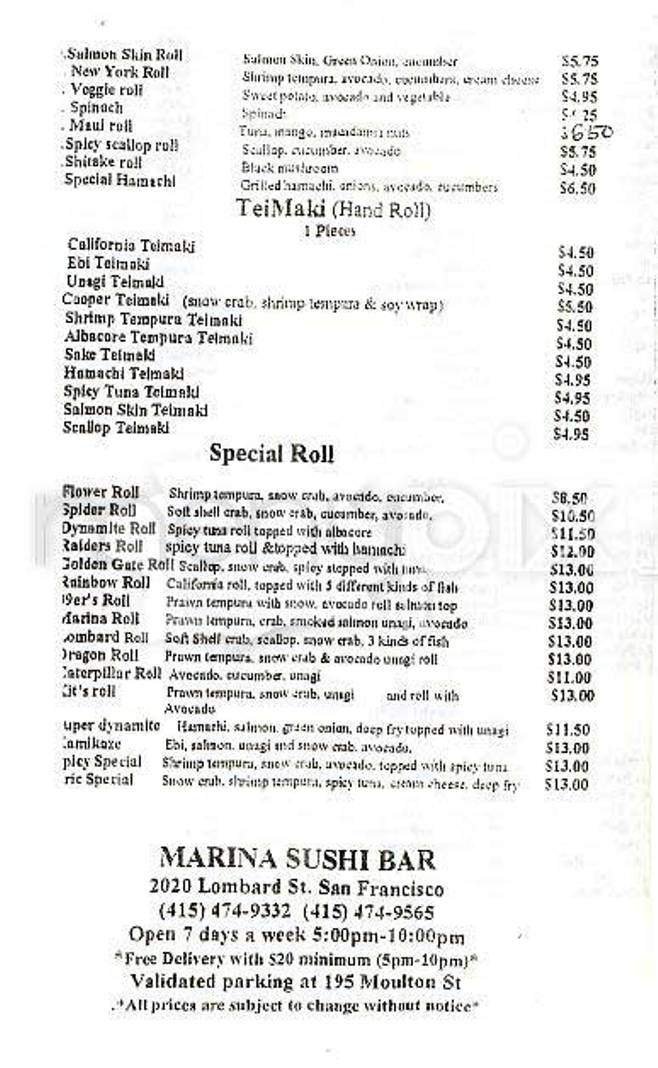 .Salmon Skin Roll Salmon Skin, Green Onion, cucumber $5.75
. New York Roll Shrimp tempura, avocado, cucumbers, cream cheese $5.75
. Veggie roll Sweet potato, avocado and vegetable $4.95
. Spinach Spinach 25
. Maui roll Tuna, mango, macadamia nuts 650
.Spicy scallop roll Scallop, cucumber, avocado $5.75
.Shitake roll Black mushroom $4.50
Special Hamachi Grilled hamachi, onions, avocado, cucumbers $6.50
TeiMaki (Hand Roll)
1 Pieces
California Teimaki $4.50
Ebi Teimaki $4.50
Unagi Teimaki $4.50
Cooper Teimaki (snow crab, shrimp tempura & soy wrap) $5.50
Shrimp Tempura Teimaki $4.50
Albacore Tempura Teimaki $4.50
Sake Teimaki $4.50
Hamachi Teimaki $4.95
Spicy Tuna Teimaki $4.95
Salmon Skin Teimaki $4.50
Scallop Teimaki $4.95
Special Roll
Flower Roll Shrimp tempura, snow crab, avocado, cucumber, $8.50
Spider Roll Soft shell crab, snow crab, cucumber, avocado, $10.50
Dynamite Roll Spicy tuna roll topped with albacore $11.50
Raiders Roll spicy tuna roll &topped with hamachi $12.00
Golden Gate Roll Scallop, snow crab, spicy stopped with tuna $13.00
Rainbow Roll California roll, topped with 5 different kinds of fish $13.00
9er's Roll Prawn tempura with snow, avocado roll salmon top $13.00
Marina Roll Prawn tempura, crab, smoked salmon unagi, avocado $13.00
ombard Roll Soft Shelf crab, scallop, snow crab, 3 kinds of fish $13.00
Dragon Roll Prawn tempura, snow crab & avocado unagi roll $13.00
Caterpillar Roll Avocado, cucumber, unagi $11.00
Kit's roll Prawn tempura, snow crab, unagi and roll with $13.00
Avocado
uper dynamite Hamachi, salmon, green onion, deep fry topped with unagi $11.50
Kamikaze Ebi, salmon, unagi and snow crab, avocado, $13.00
picy Special Shrimp tempura, snow crab, avocado, topped with spicy tuna $13.00
ric Special Snow crab, shrimp tempura, spicy tuna, cream cheese, deep fry $13.00
MARINA SUSHI BAR
2020 Lombard St. San Francisco
(415) 474-9332 (415) 474-9565
Open 7 days a week 5:00pm-10:00pm
*Free Delivery with $20 minimum (5pm-10pm)*
Validated parking at 195 Moulton St
.*All prices are subject to change without notice*